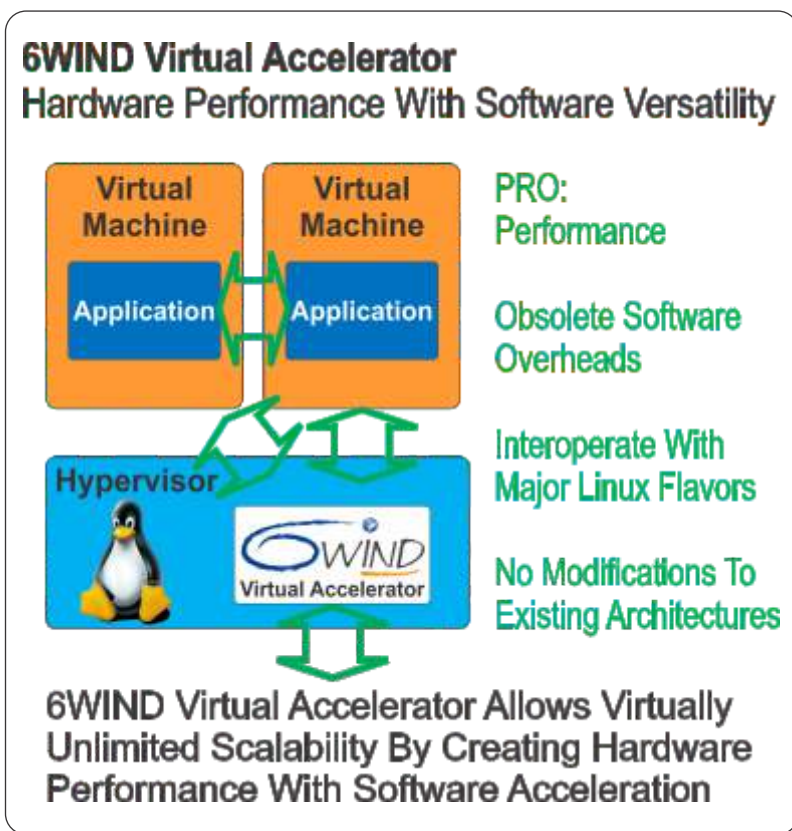 6WIND Virtual Accelerator
Hardware Performance With Software Versatility
Virtual
Machine
Application
Virtual
Machine
Application
PRO:
Performance
Obsolete Software
Overheads
Interoperate With
Major Linux Flavors
No Modifications To
Existing Architectures
Hypervisor
6WIND
Virtual Accelerator
6WIND Virtual Accelerator Allows Virtually
Unlimited Scalability By Creating Hardware
Performance With Software Acceleration